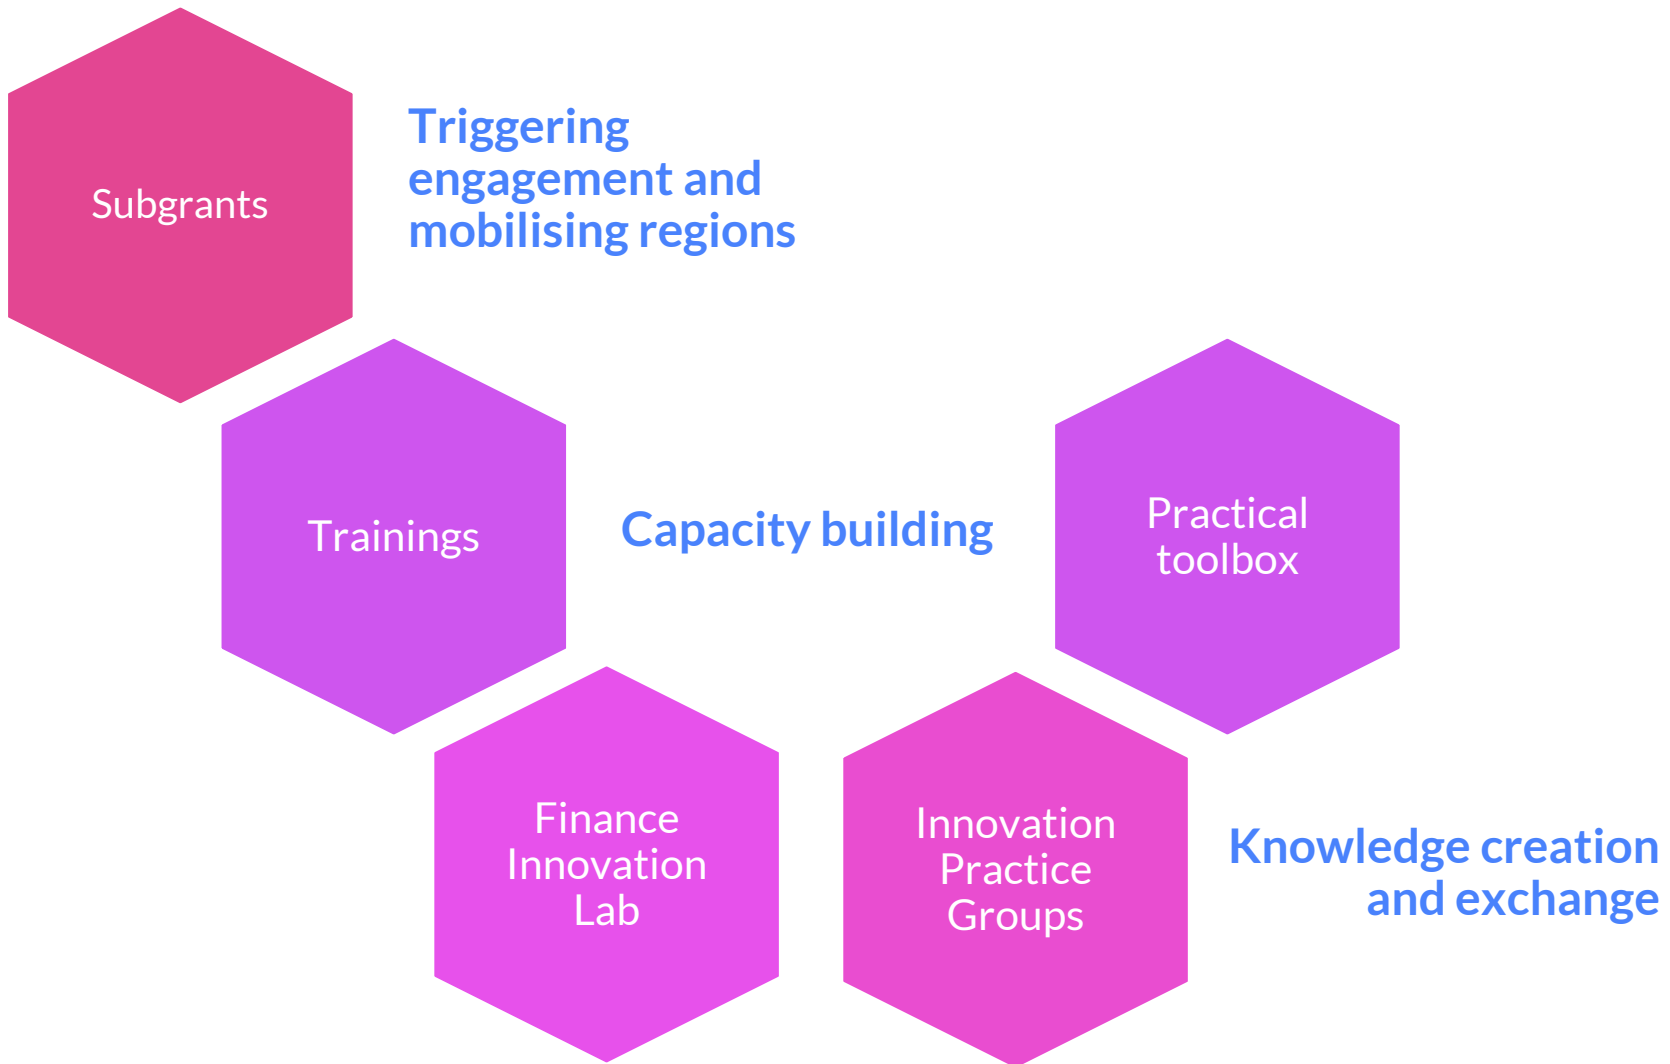 Subgrants
Triggering
engagement and
mobilising regions
Trainings
Capacity building
Practical
toolbox
Finance
Innovation
Lab
Innovation
Practice
Groups
Knowledge creation
and exchange